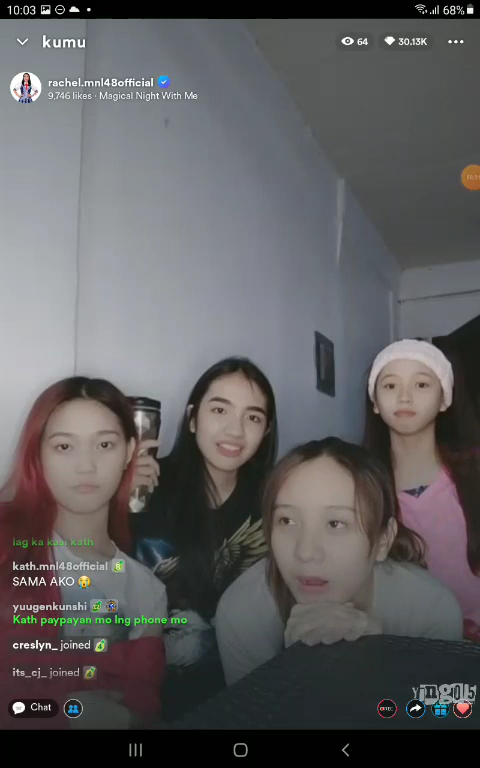 10:03
68%
kumu
64
30.13K
rachel.mnl48official
9,746 likes · Magical Night With Me
lag ka kasi kath
kath.mnl48official
SAMA AKO 😭
yuugenkunshi
Kath paypayan mo lng phone mo
creslyn_ joined
its_cj_ joined
Chat